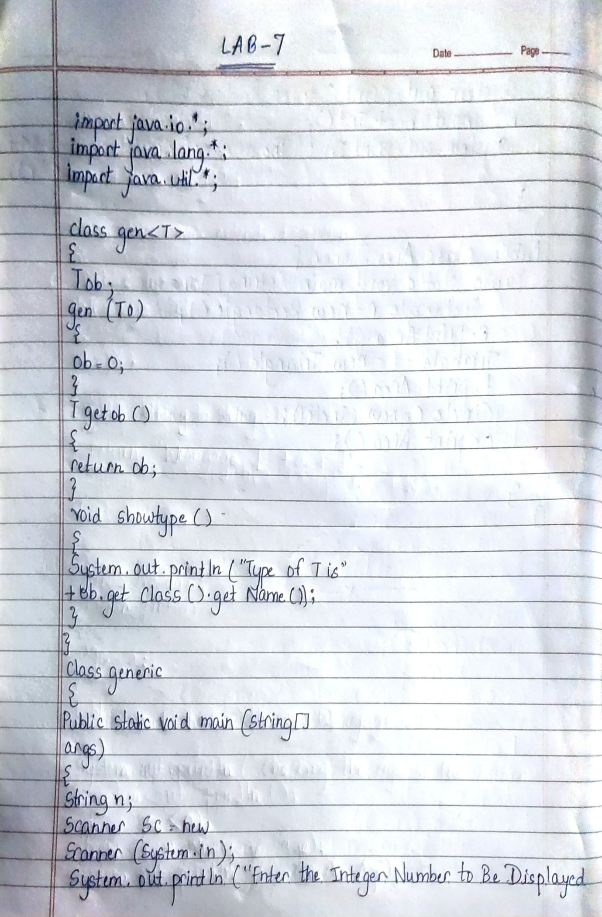 LAB-7
Date Page
import java.io.*;
import java.lang.*;
import java.util.*;
class gen<T>
{
T ob;
gen (T o)
{
ob = o;
}
T getob ()
{
return ob;
}
void showtype ()
{
System.out.println ("Type of T is"
+ob.get Class ().get Name ());
}
}
Class generic
{
Public static void main (string[]
args)
{
String n;
Scanner Sc = new
Scanner (System.in);
System.out.println ("Enter the Integer Number to Be Displayed